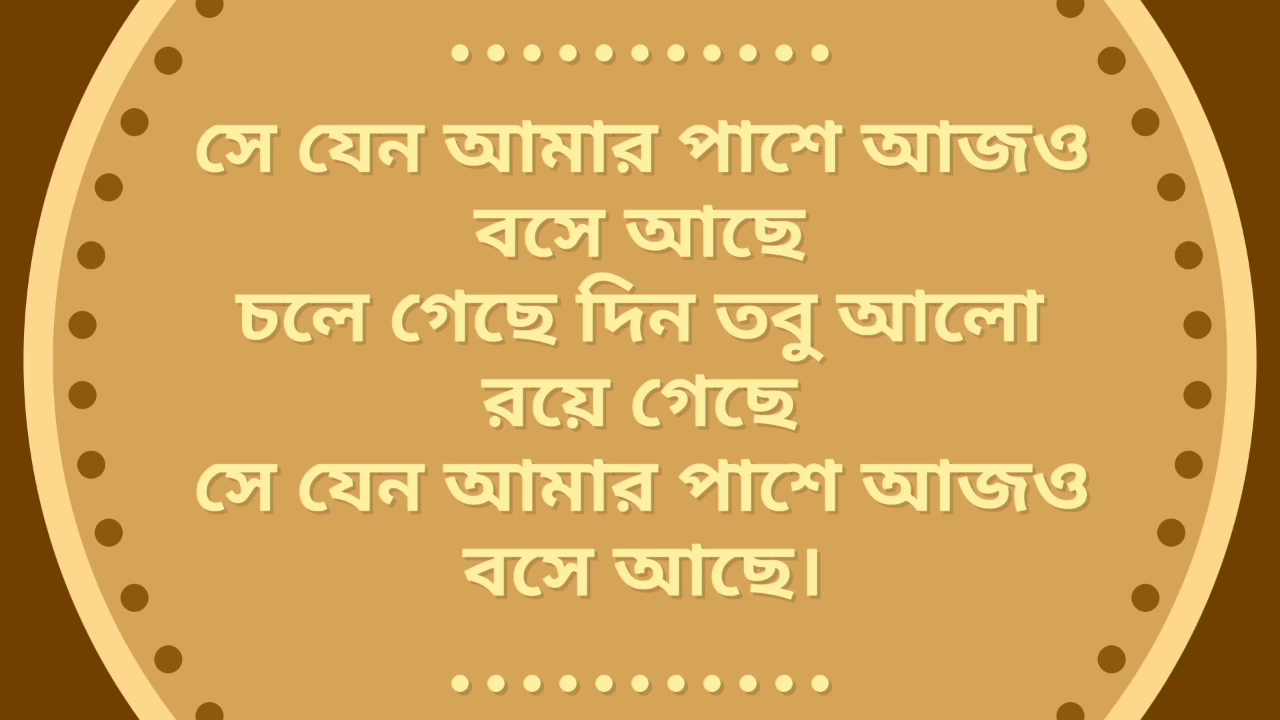 সে যেন আমার পাশে আজও
বসে আছে
চলে গেছে দিন তবু আলো
রয়ে গেছে
সে যেন আমার পাশে আজও
বসে আছে।